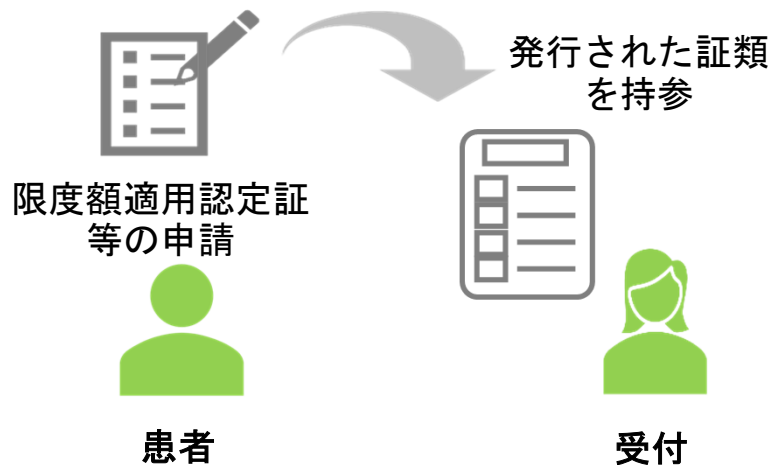 発行された証類
を持参
限度額適用認定証
等の申請
患者
受付